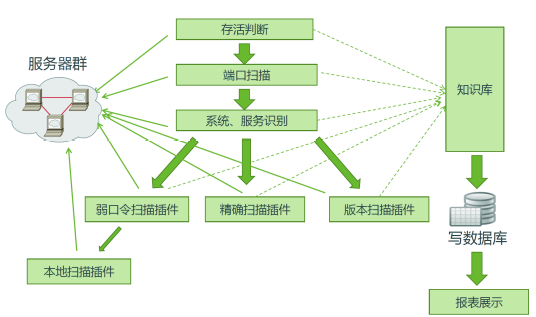 存活判断
服务器群
端口扫描
知识库
系统、服务识别
弱口令扫描插件
精确扫描插件
版本扫描插件
写数据库
本地扫描插件
报表展示